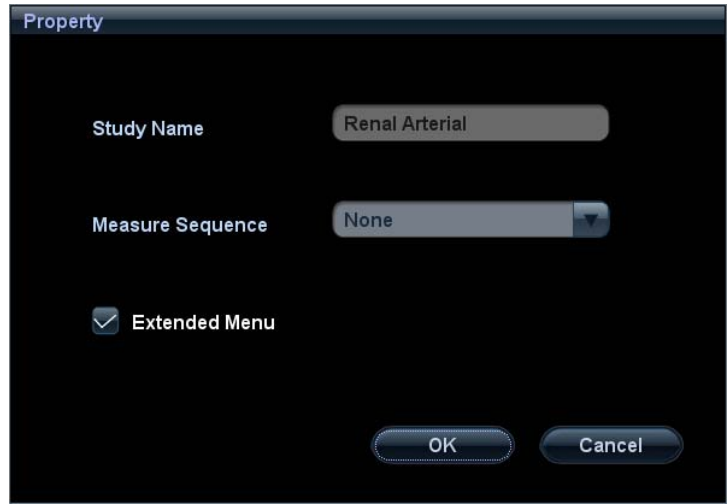 Property
Study Name Renal Arterial
Measure Sequence None
Extended Menu
OK Cancel